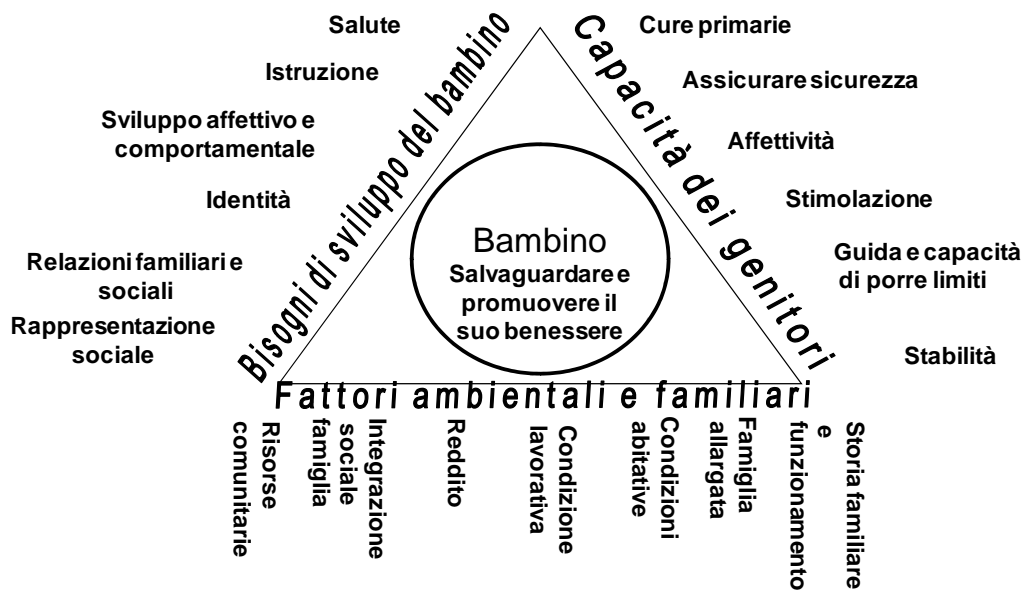 Salute
Istruzione
Sviluppo affettivo e
comportamentale
Identità
Relazioni familiari e
sociali
Rappresentazione
sociale
Bisogni di sviluppo del bambino
Capacità dei genitori
Cure primarie
Assicurare sicurezza
Affettività
Stimolazione
Guida e capacità
di porre limiti
Stabilità
Bambino
Salvaguardare e
promuovere il
suo benessere
Fattori ambientali e familiari
Risorse
comunitarie
Integrazione
sociale
famiglia
Reddito
Condizione
lavorativa
Condizioni
abitative
Famiglia
allargata
Storia familiare
e
funzionamento